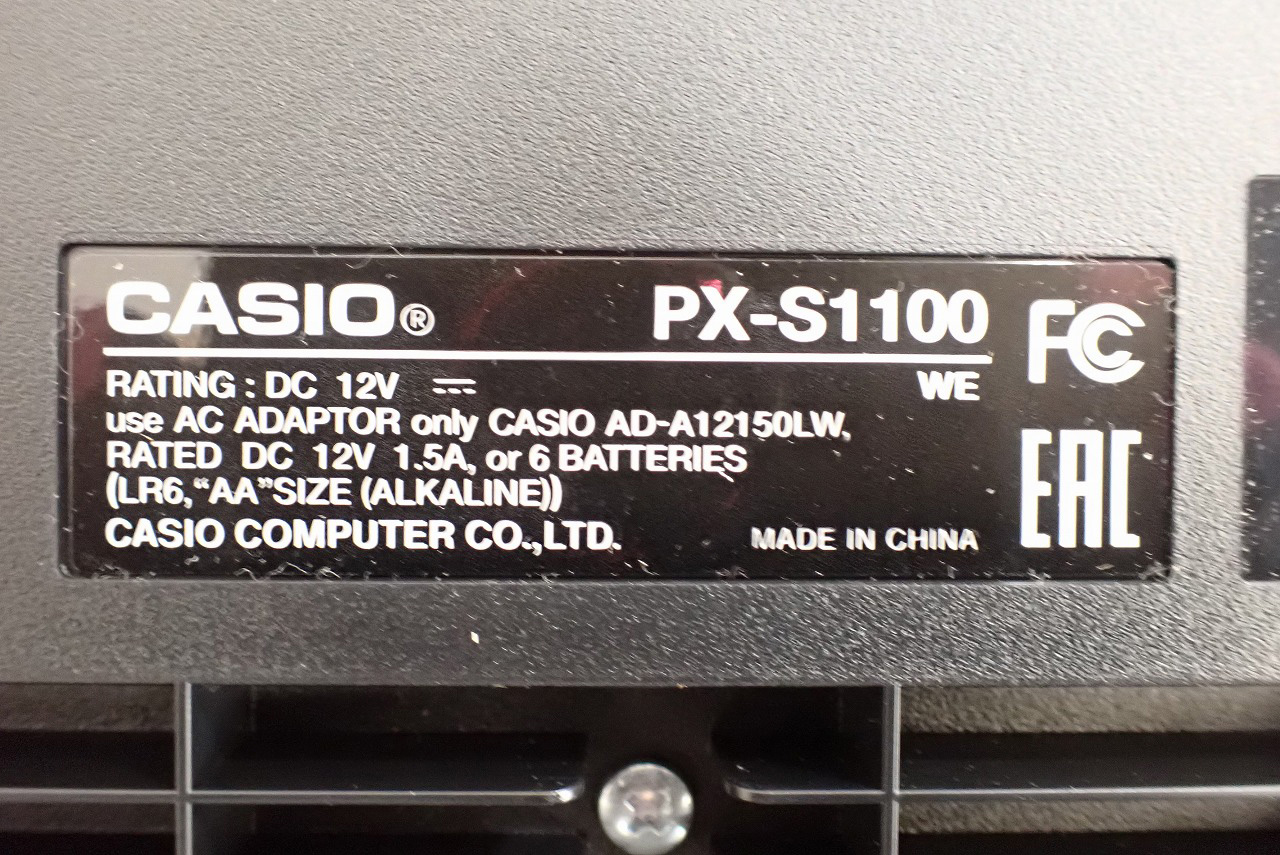 CASIO® PX-S1100 FC
RATING : DC 12V ⎓ WE
use AC ADAPTOR only CASIO AD-A12150LW,
RATED DC 12V 1.5A, or 6 BATTERIES
(LR6,“AA”SIZE (ALKALINE))
EAC
CASIO COMPUTER CO.,LTD. MADE IN CHINA